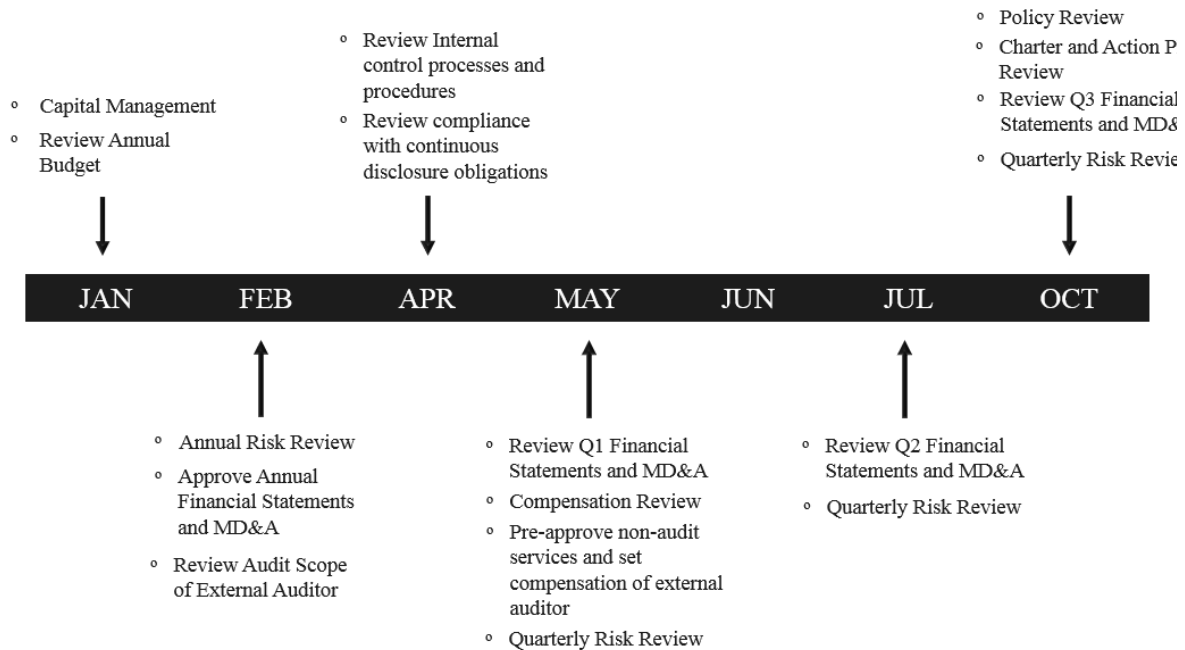 º Capital Management
º Review Annual
Budget
º Review Internal
control processes and
procedures
º Review compliance
with continuous
disclosure obligations
º Policy Review
º Charter and Action P
Review
º Review Q3 Financial
Statements and MD&
º Quarterly Risk Revie
JAN FEB APR MAY JUN JUL OCT
º Annual Risk Review
º Approve Annual
Financial Statements
and MD&A
º Review Audit Scope
of External Auditor
º Review Q1 Financial
Statements and MD&A
º Compensation Review
º Pre-approve non-audit
services and set
compensation of external
auditor
º Quarterly Risk Review
º Review Q2 Financial
Statements and MD&A
º Quarterly Risk Review